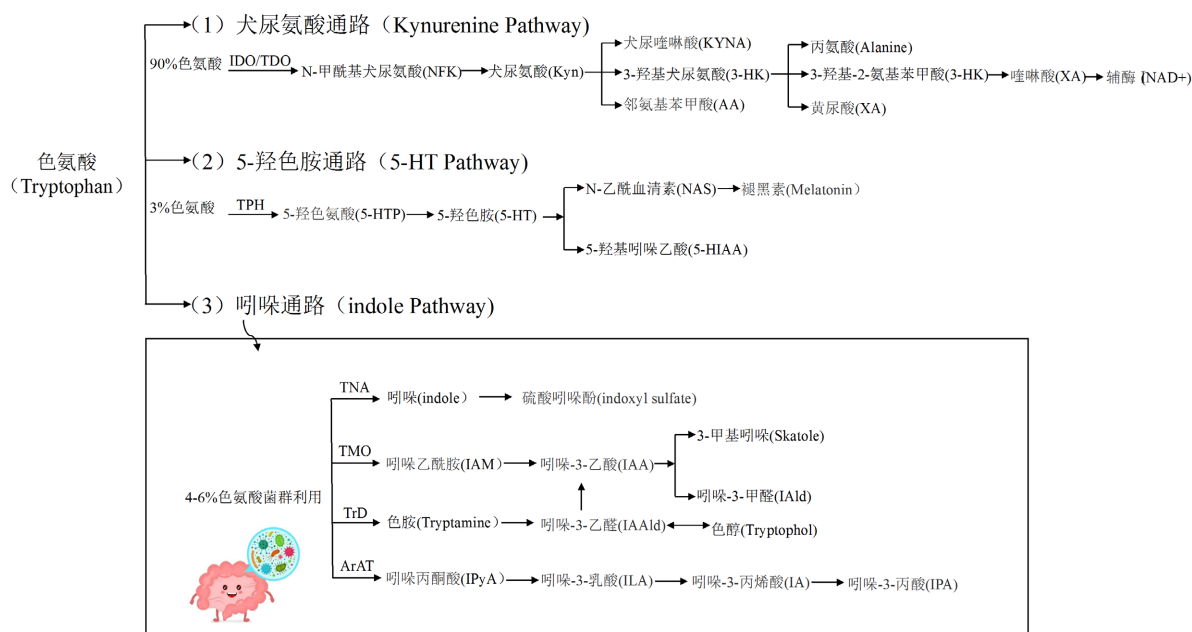 (1) 犬尿氨酸通路（Kynurenine Pathway)
90%色氨酸 IDO/TDO N-甲酰基犬尿氨酸(NFK) 犬尿氨酸(Kyn)
犬尿喹啉酸(KYNA)
3-羟基犬尿氨酸(3-HK)
邻氨基苯甲酸(AA)
丙氨酸(Alanine)
3-羟基-2-氨基苯甲酸(3-HK) 喹啉酸(XA) 辅酶 I(NAD+)
黄尿酸(XA)
色氨酸
（Tryptophan）
(2) 5-羟色胺通路（5-HT Pathway)
3%色氨酸 TPH 5-羟色氨酸(5-HTP) 5-羟色胺(5-HT)
N-乙酰血清素(NAS) 褪黑素(Melatonin）
5-羟基吲哚乙酸(5-HIAA)
(3) 吲哚通路（indole Pathway)
4-6%色氨酸菌群利用
TNA 吲哚(indole） 硫酸吲哚酚(indoxyl sulfate)
TMO 吲哚乙酰胺(IAM) 吲哚-3-乙酸(IAA)
3-甲基吲哚(Skatole)
吲哚-3-甲醛(IAld)
TrD 色胺(Tryptamine） 吲哚-3-乙醛(IAAld) 色醇(Tryptophol)
ArAT 吲哚丙酮酸(IPyA) 吲哚-3-乳酸(ILA) 吲哚-3-丙烯酸(IA) 吲哚-3-丙酸(IPA)